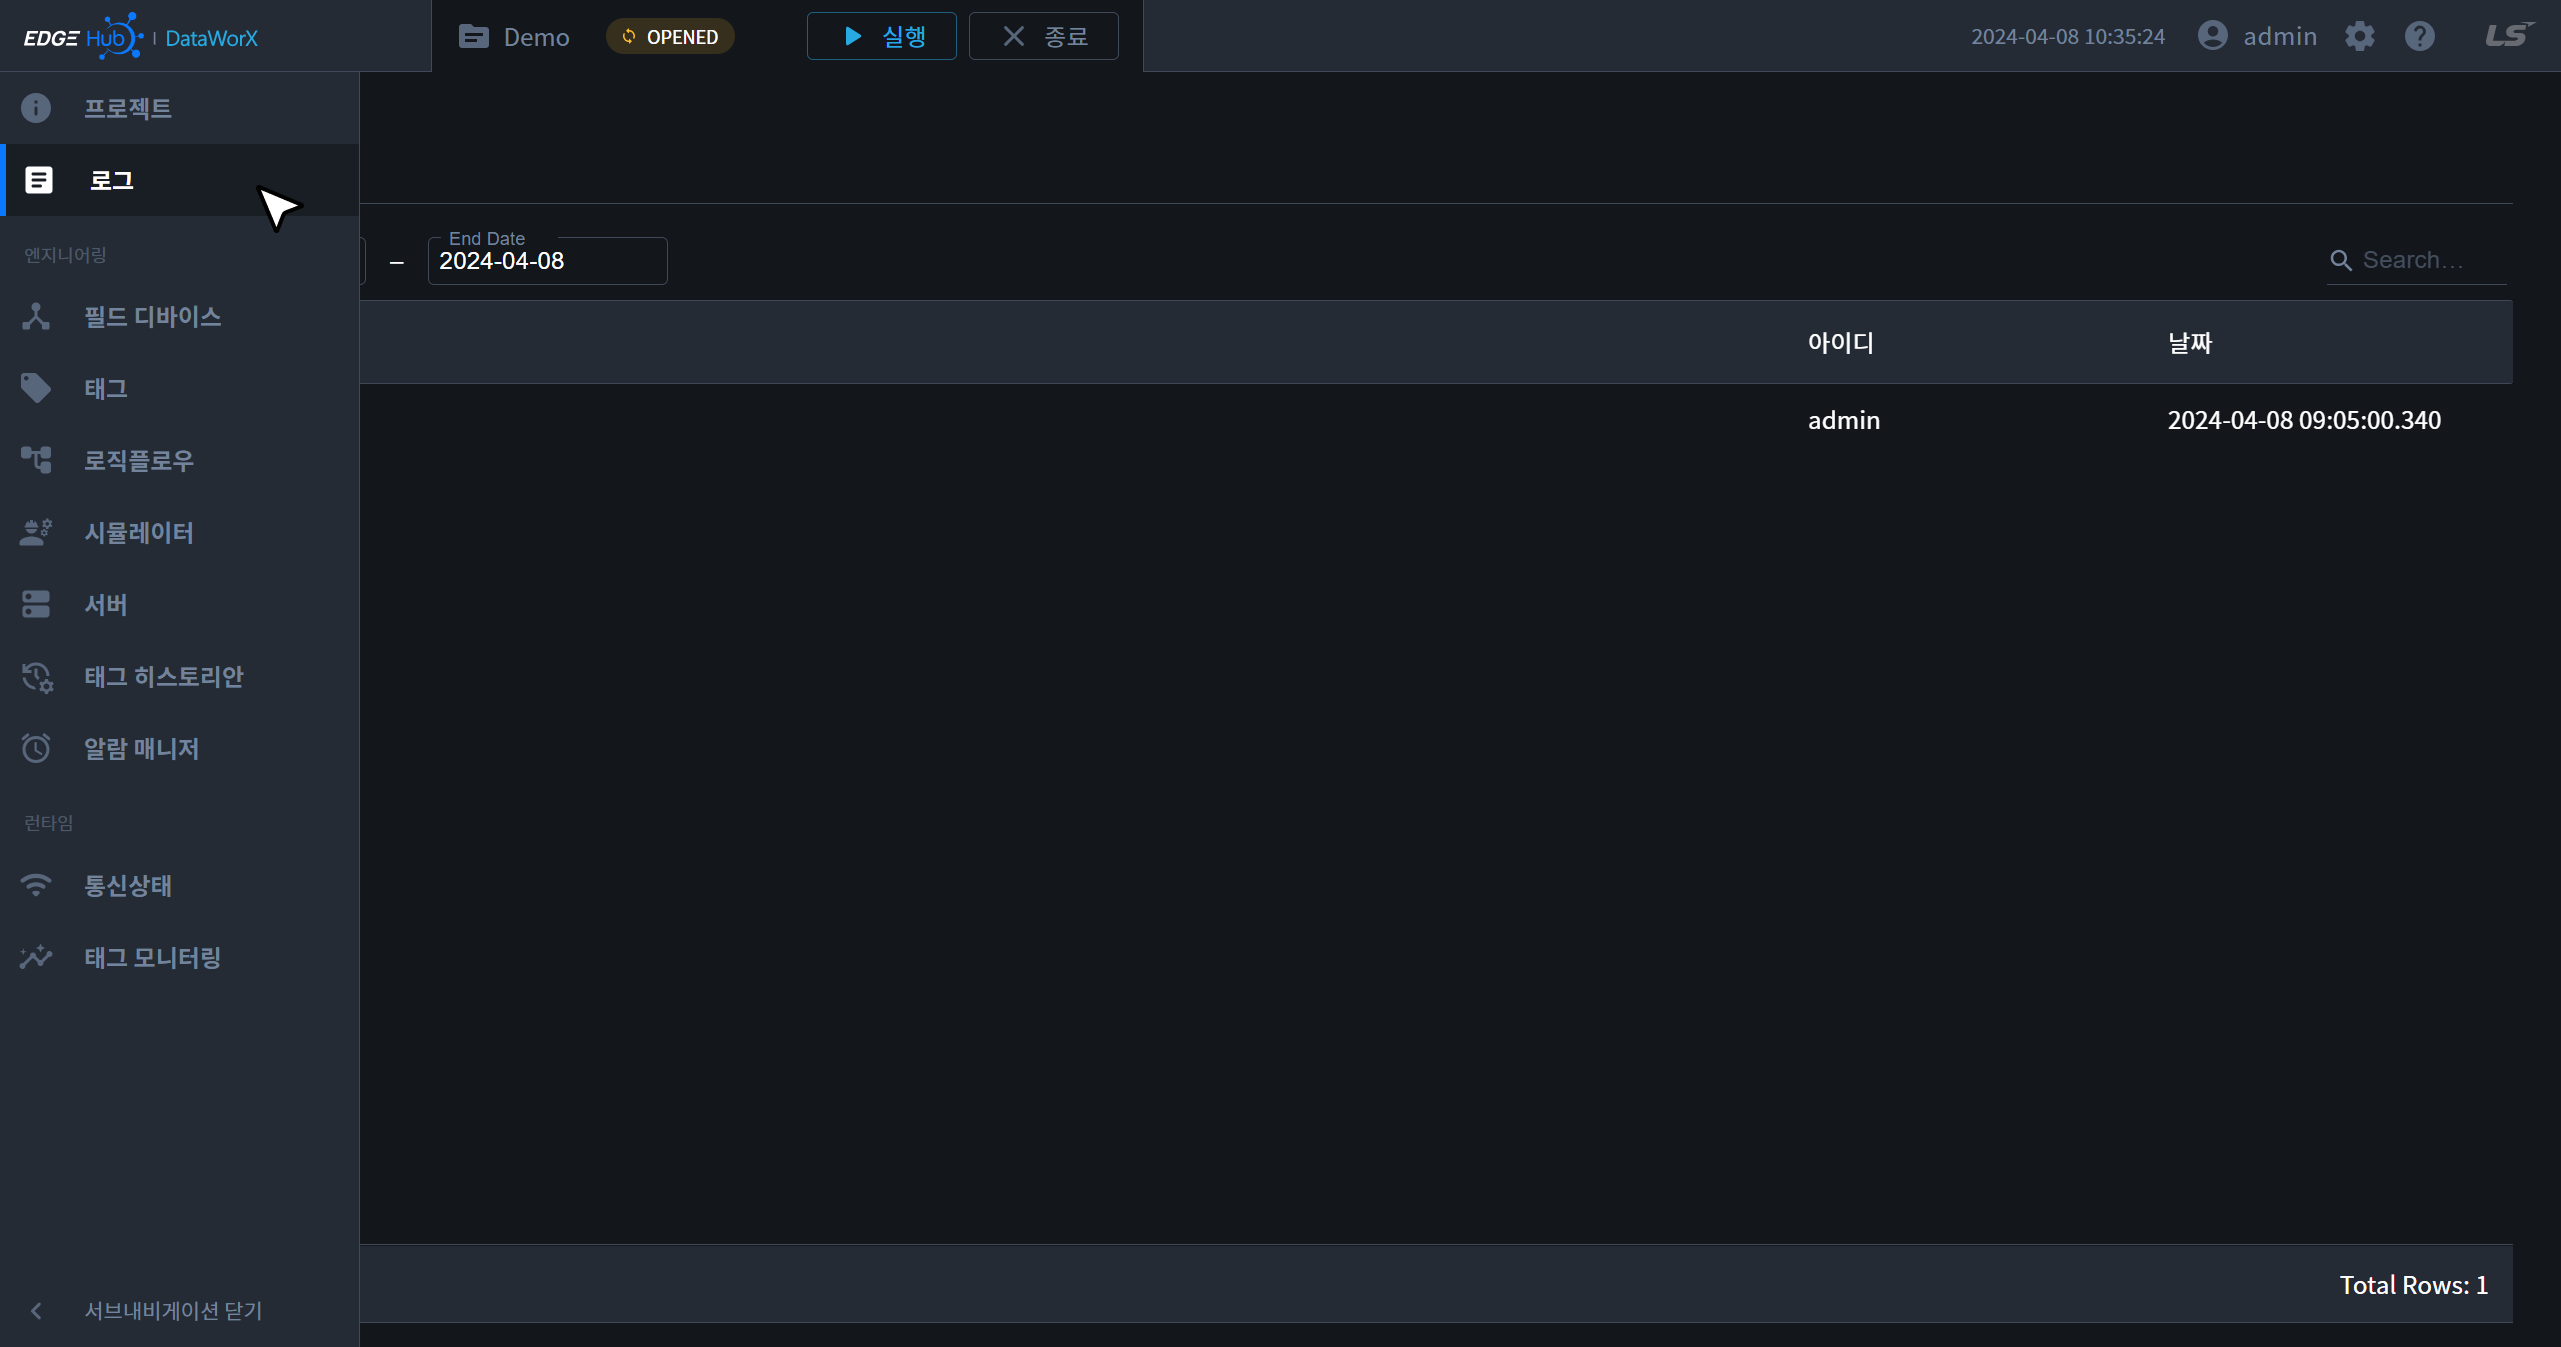 EDGE Hub | DataWorX
Demo
OPENED
실행
종료
2024-04-08 10:35:24
admin
LS
프로젝트
로그
엔지니어링
필드 디바이스
태그
로직플로우
시뮬레이터
서버
태그 히스토리안
알람 매니저
런타임
통신상태
태그 모니터링
서브내비게이션 닫기
–
End Date
2024-04-08
Search…
아이디 날짜
admin 2024-04-08 09:05:00.340
Total Rows: 1